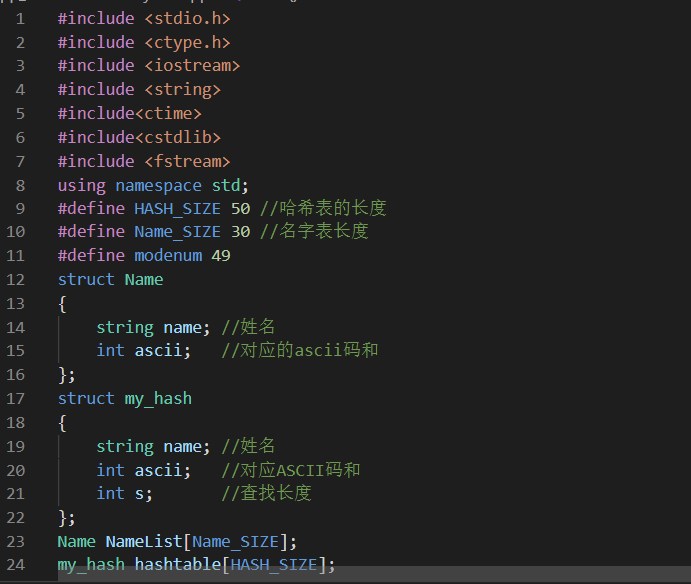 1 #include <stdio.h>
2 #include <ctype.h>
3 #include <iostream>
4 #include <string>
5 #include<ctime>
6 #include<cstdlib>
7 #include <fstream>
8 using namespace std;
9 #define HASH_SIZE 50 //哈希表的长度
10 #define Name_SIZE 30 //名字表长度
11 #define modenum 49
12 struct Name
13 {
14     string name; //姓名
15     int ascii;   //对应的ascii码和
16 };
17 struct my_hash
18 {
19     string name; //姓名
20     int ascii;   //对应ASCII码和
21     int s;       //查找长度
22 };
23 Name NameList[Name_SIZE];
24 my_hash hashtable[HASH_SIZE];